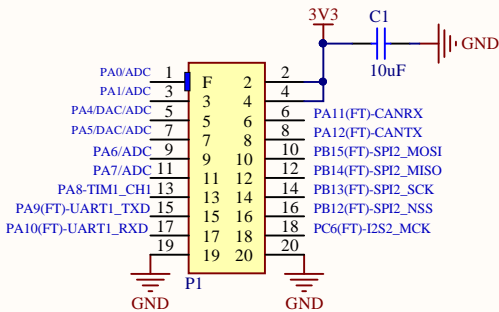 3V3
C1
GND
10uF
PA0/ADC 1 F 2 2
PA1/ADC 3 3 4 4
PA4/DAC/ADC 5 5 6 6 PA11(FT)-CANRX
PA5/DAC/ADC 7 7 8 8 PA12(FT)-CANTX
PA6/ADC 9 9 10 10 PB15(FT)-SPI2_MOSI
PA7/ADC 11 11 12 12 PB14(FT)-SPI2_MISO
PA8-TIM1_CH1 13 13 14 14 PB13(FT)-SPI2_SCK
PA9(FT)-UART1_TXD 15 15 16 16 PB12(FT)-SPI2_NSS
PA10(FT)-UART1_RXD 17 17 18 18 PC6(FT)-I2S2_MCK
19 19 20 20
P1
GND GND